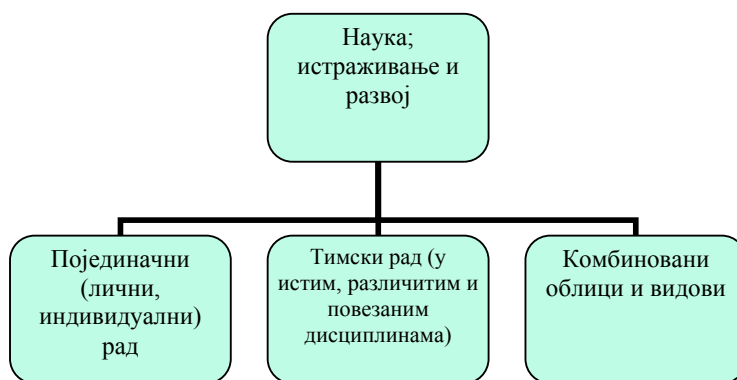 Наука;
истраживање и
развој
Појединачни
(лични,
индивидуални)
рад
Тимски рад (у
истим, различитим и
повезаним
дисциплинама)
Комбиновани
облици и видови